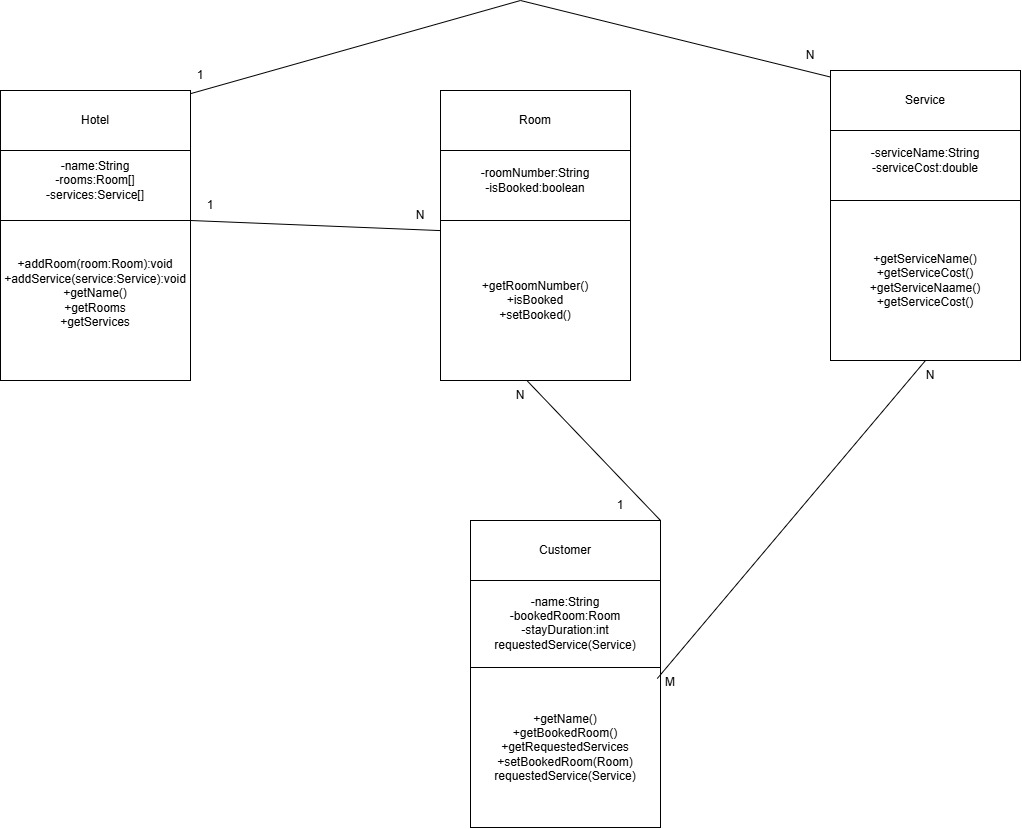 1
N
Hotel
-name:String
-rooms:Room[]
-services:Service[]
+addRoom(room:Room):void
+addService(service:Service):void
+getName()
+getRooms
+getServices
1
N
Room
-roomNumber:String
-isBooked:boolean
+getRoomNumber()
+isBooked
+setBooked()
Service
-serviceName:String
-serviceCost:double
+getServiceName()
+getServiceCost()
+getServiceNaame()
+getServiceCost()
N
N
1
Customer
-name:String
-bookedRoom:Room
-stayDuration:int
requestedService(Service)
M
+getName()
+getBookedRoom()
+getRequestedServices
+setBookedRoom(Room)
requestedService(Service)